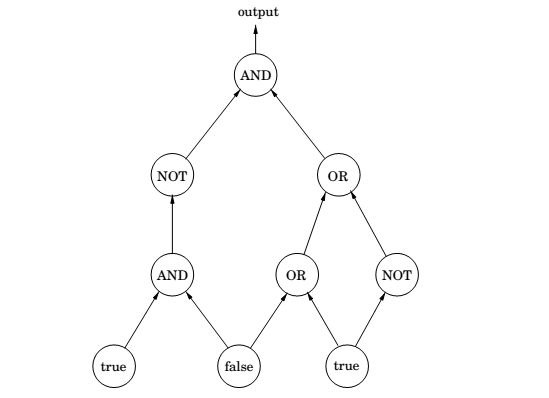 output
AND
NOT OR
AND OR NOT
true false true